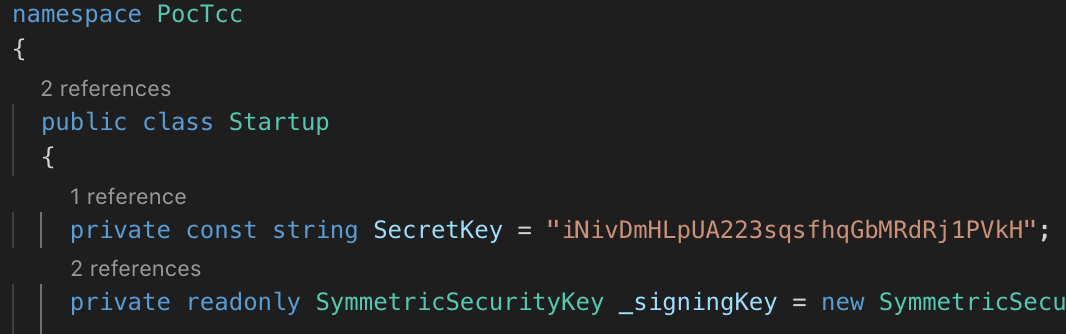 namespace PocTcc
{
2 references
public class Startup
{
1 reference
private const string SecretKey = "iNivDmHLpUA223sqsfhqGbMRdRj1PVkH";
2 references
private readonly SymmetricSecurityKey _signingKey = new SymmetricSecu